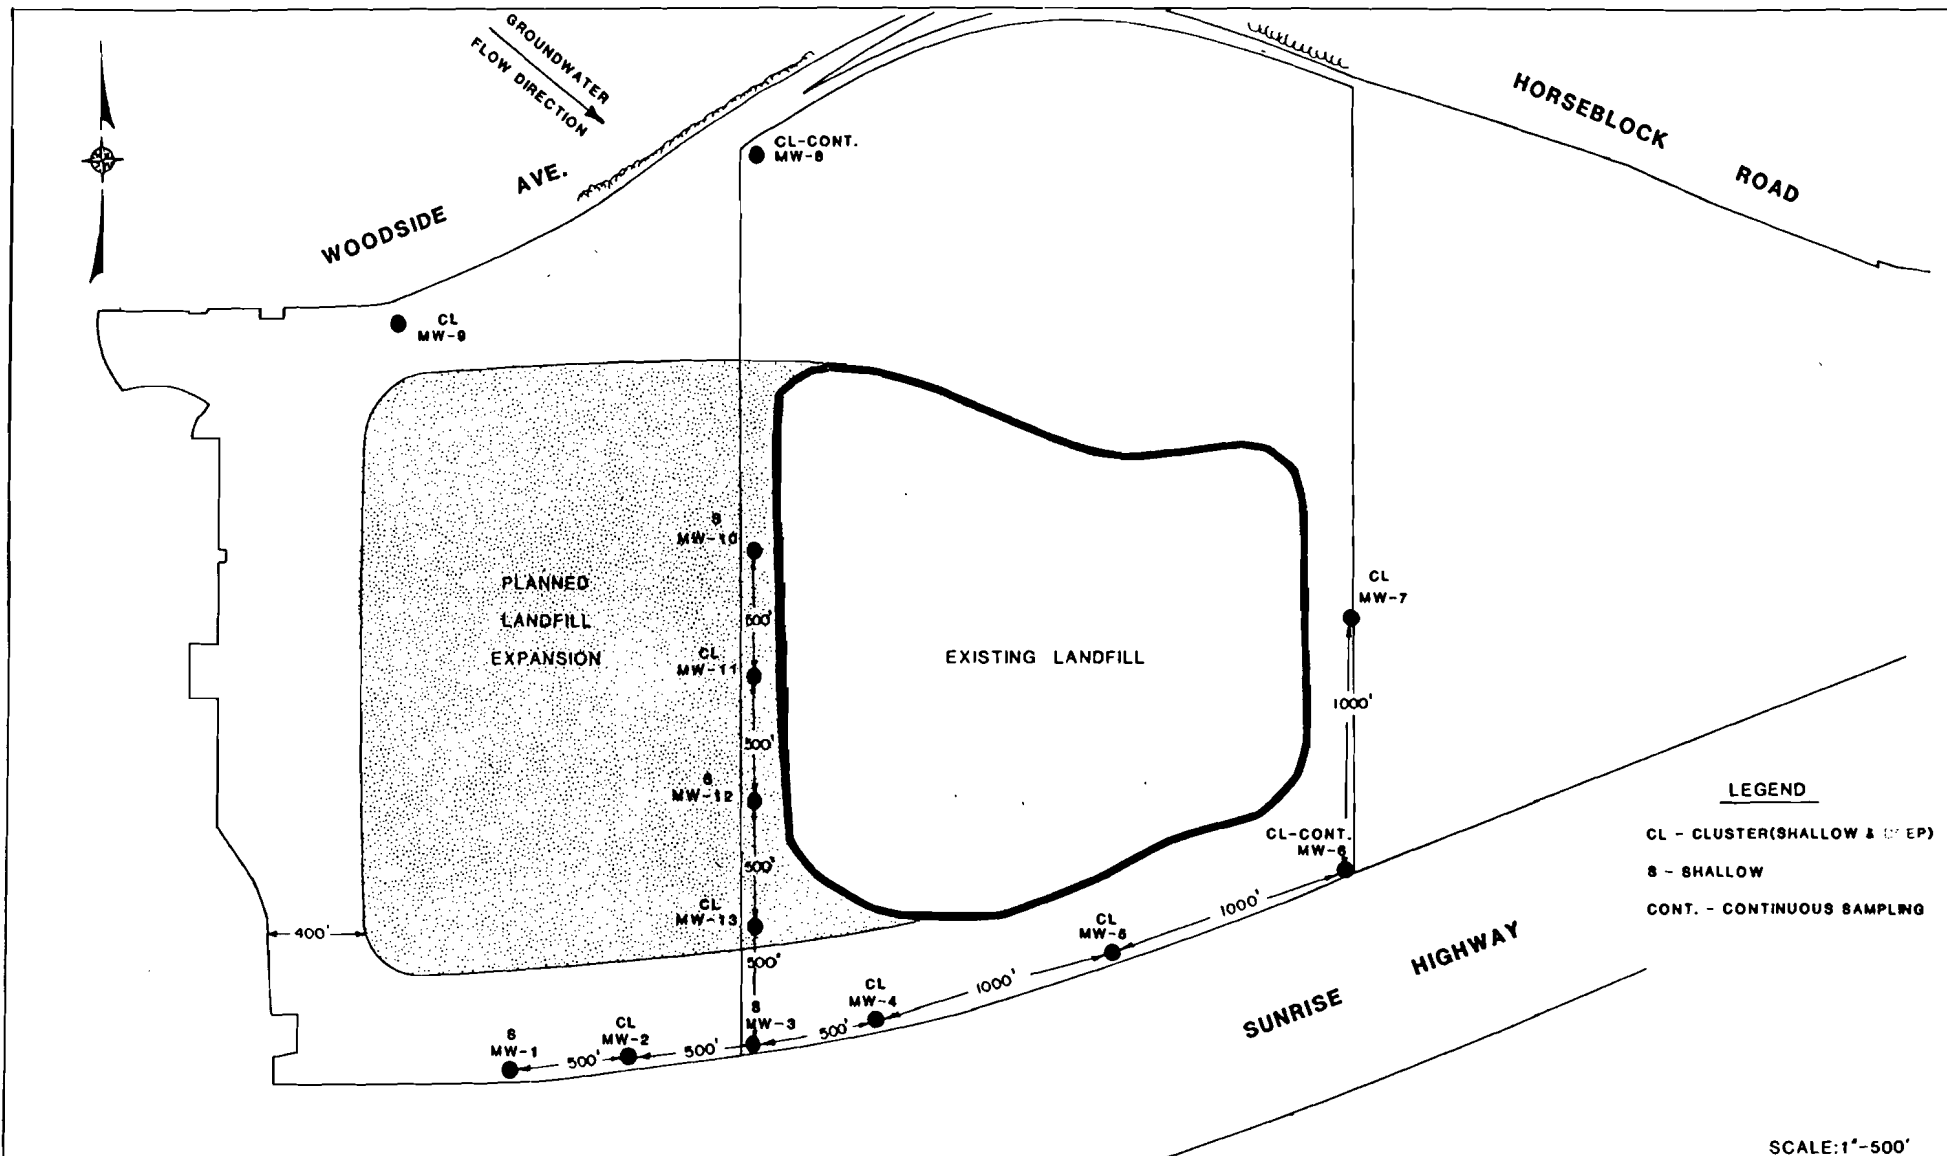 GROUNDWATER
FLOW DIRECTION
HORSEBLOCK
ROAD
WOODSIDE AVE.
CL-CONT.
MW-8
CL
MW-9
S
MW-10
500'
CL
MW-7
PLANNED
LANDFILL
EXPANSION
CL
MW-11
EXISTING LANDFILL
1000'
500'
S
MW-12
LEGEND
CL - CLUSTER(SHALLOW &
S - SHALLOW
CONT. - CONTINUOUS SAMPLING
CL-CONT.
MW-6
500'
CL
MW-13
400'
500'
CL
MW-5
1000'
1000'
CL
MW-4
S
MW-3
500'
CL
MW-2
500'
S
MW-1
500'
SUNRISE HIGHWAY
SCALE:1"-500'